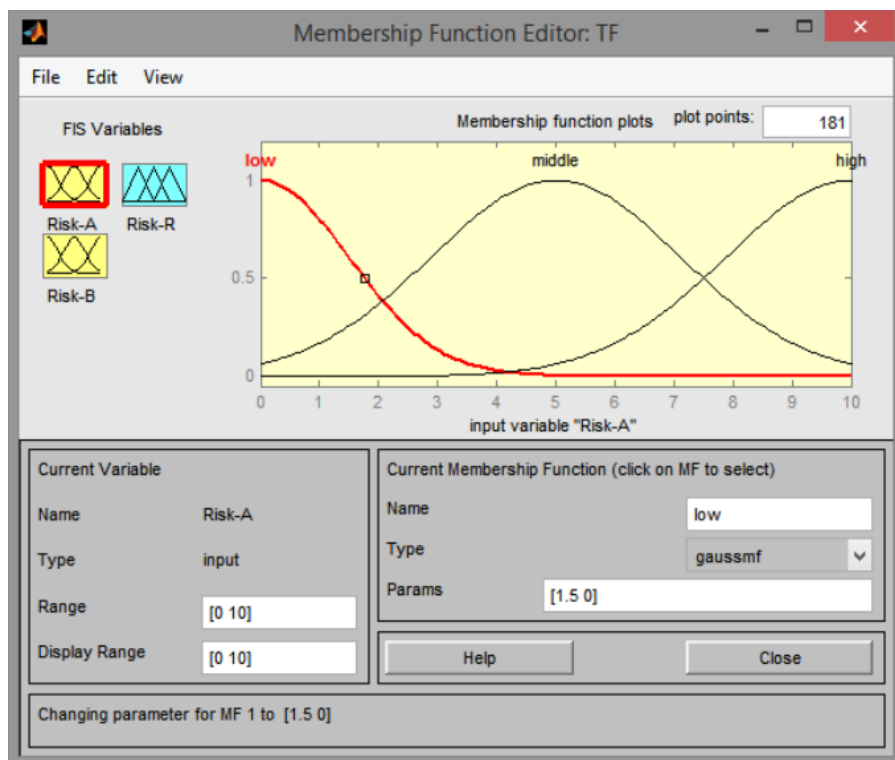 Membership Function Editor: TF
File Edit View
FIS Variables
Membership function plots plot points: 181
low middle high
Risk-A Risk-R
Risk-B
1
0.5
0
0 1 2 3 4 5 6 7 8 9 10
input variable "Risk-A"
Current Variable
Name Risk-A
Type input
Range [0 10]
Display Range [0 10]
Current Membership Function (click on MF to select)
Name low
Type gaussmf
Params [1.5 0]
Help Close
Changing parameter for MF 1 to [1.5 0]